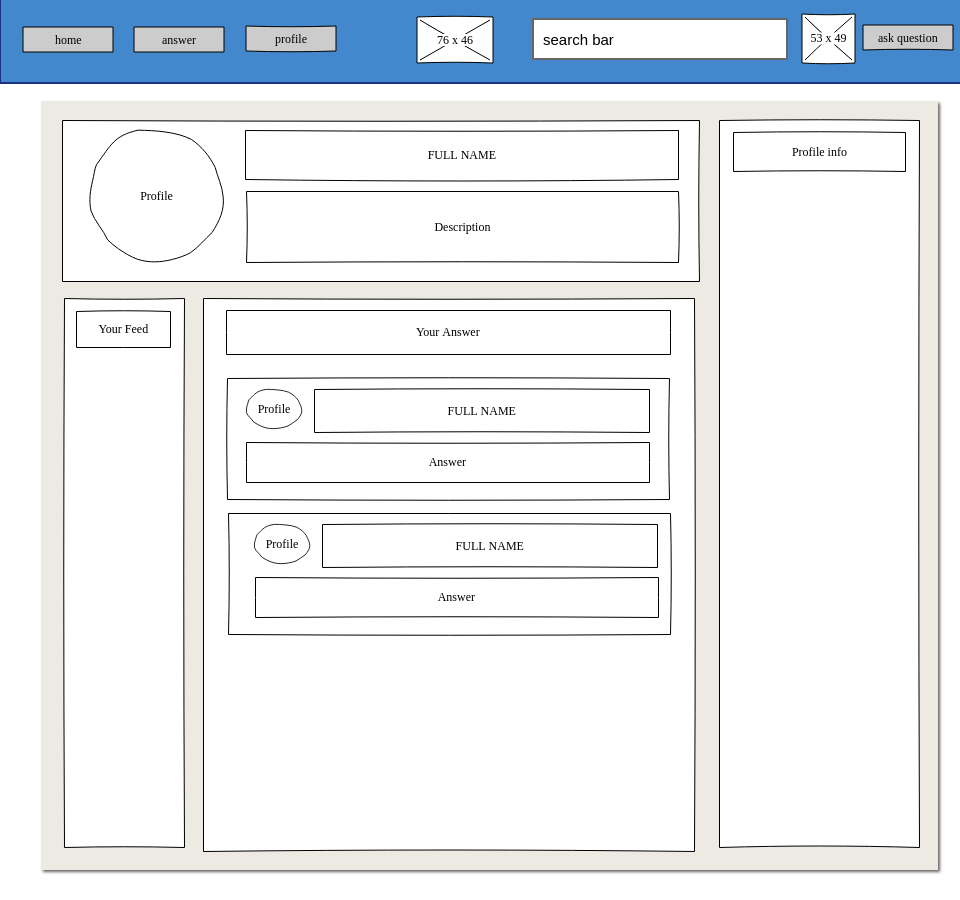 home
answer
profile
76 x 46
search bar
53 x 49
ask question
Profile
FULL NAME
Description
Profile info
Your Feed
Your Answer
Profile
FULL NAME
Answer
Profile
FULL NAME
Answer